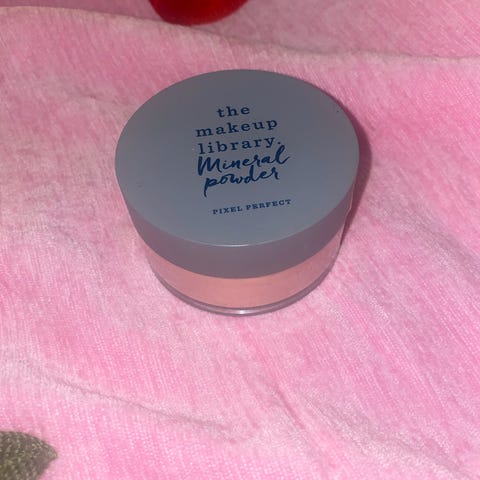 the
makeup
library.
Mineral
powder
PIXEL PERFECT